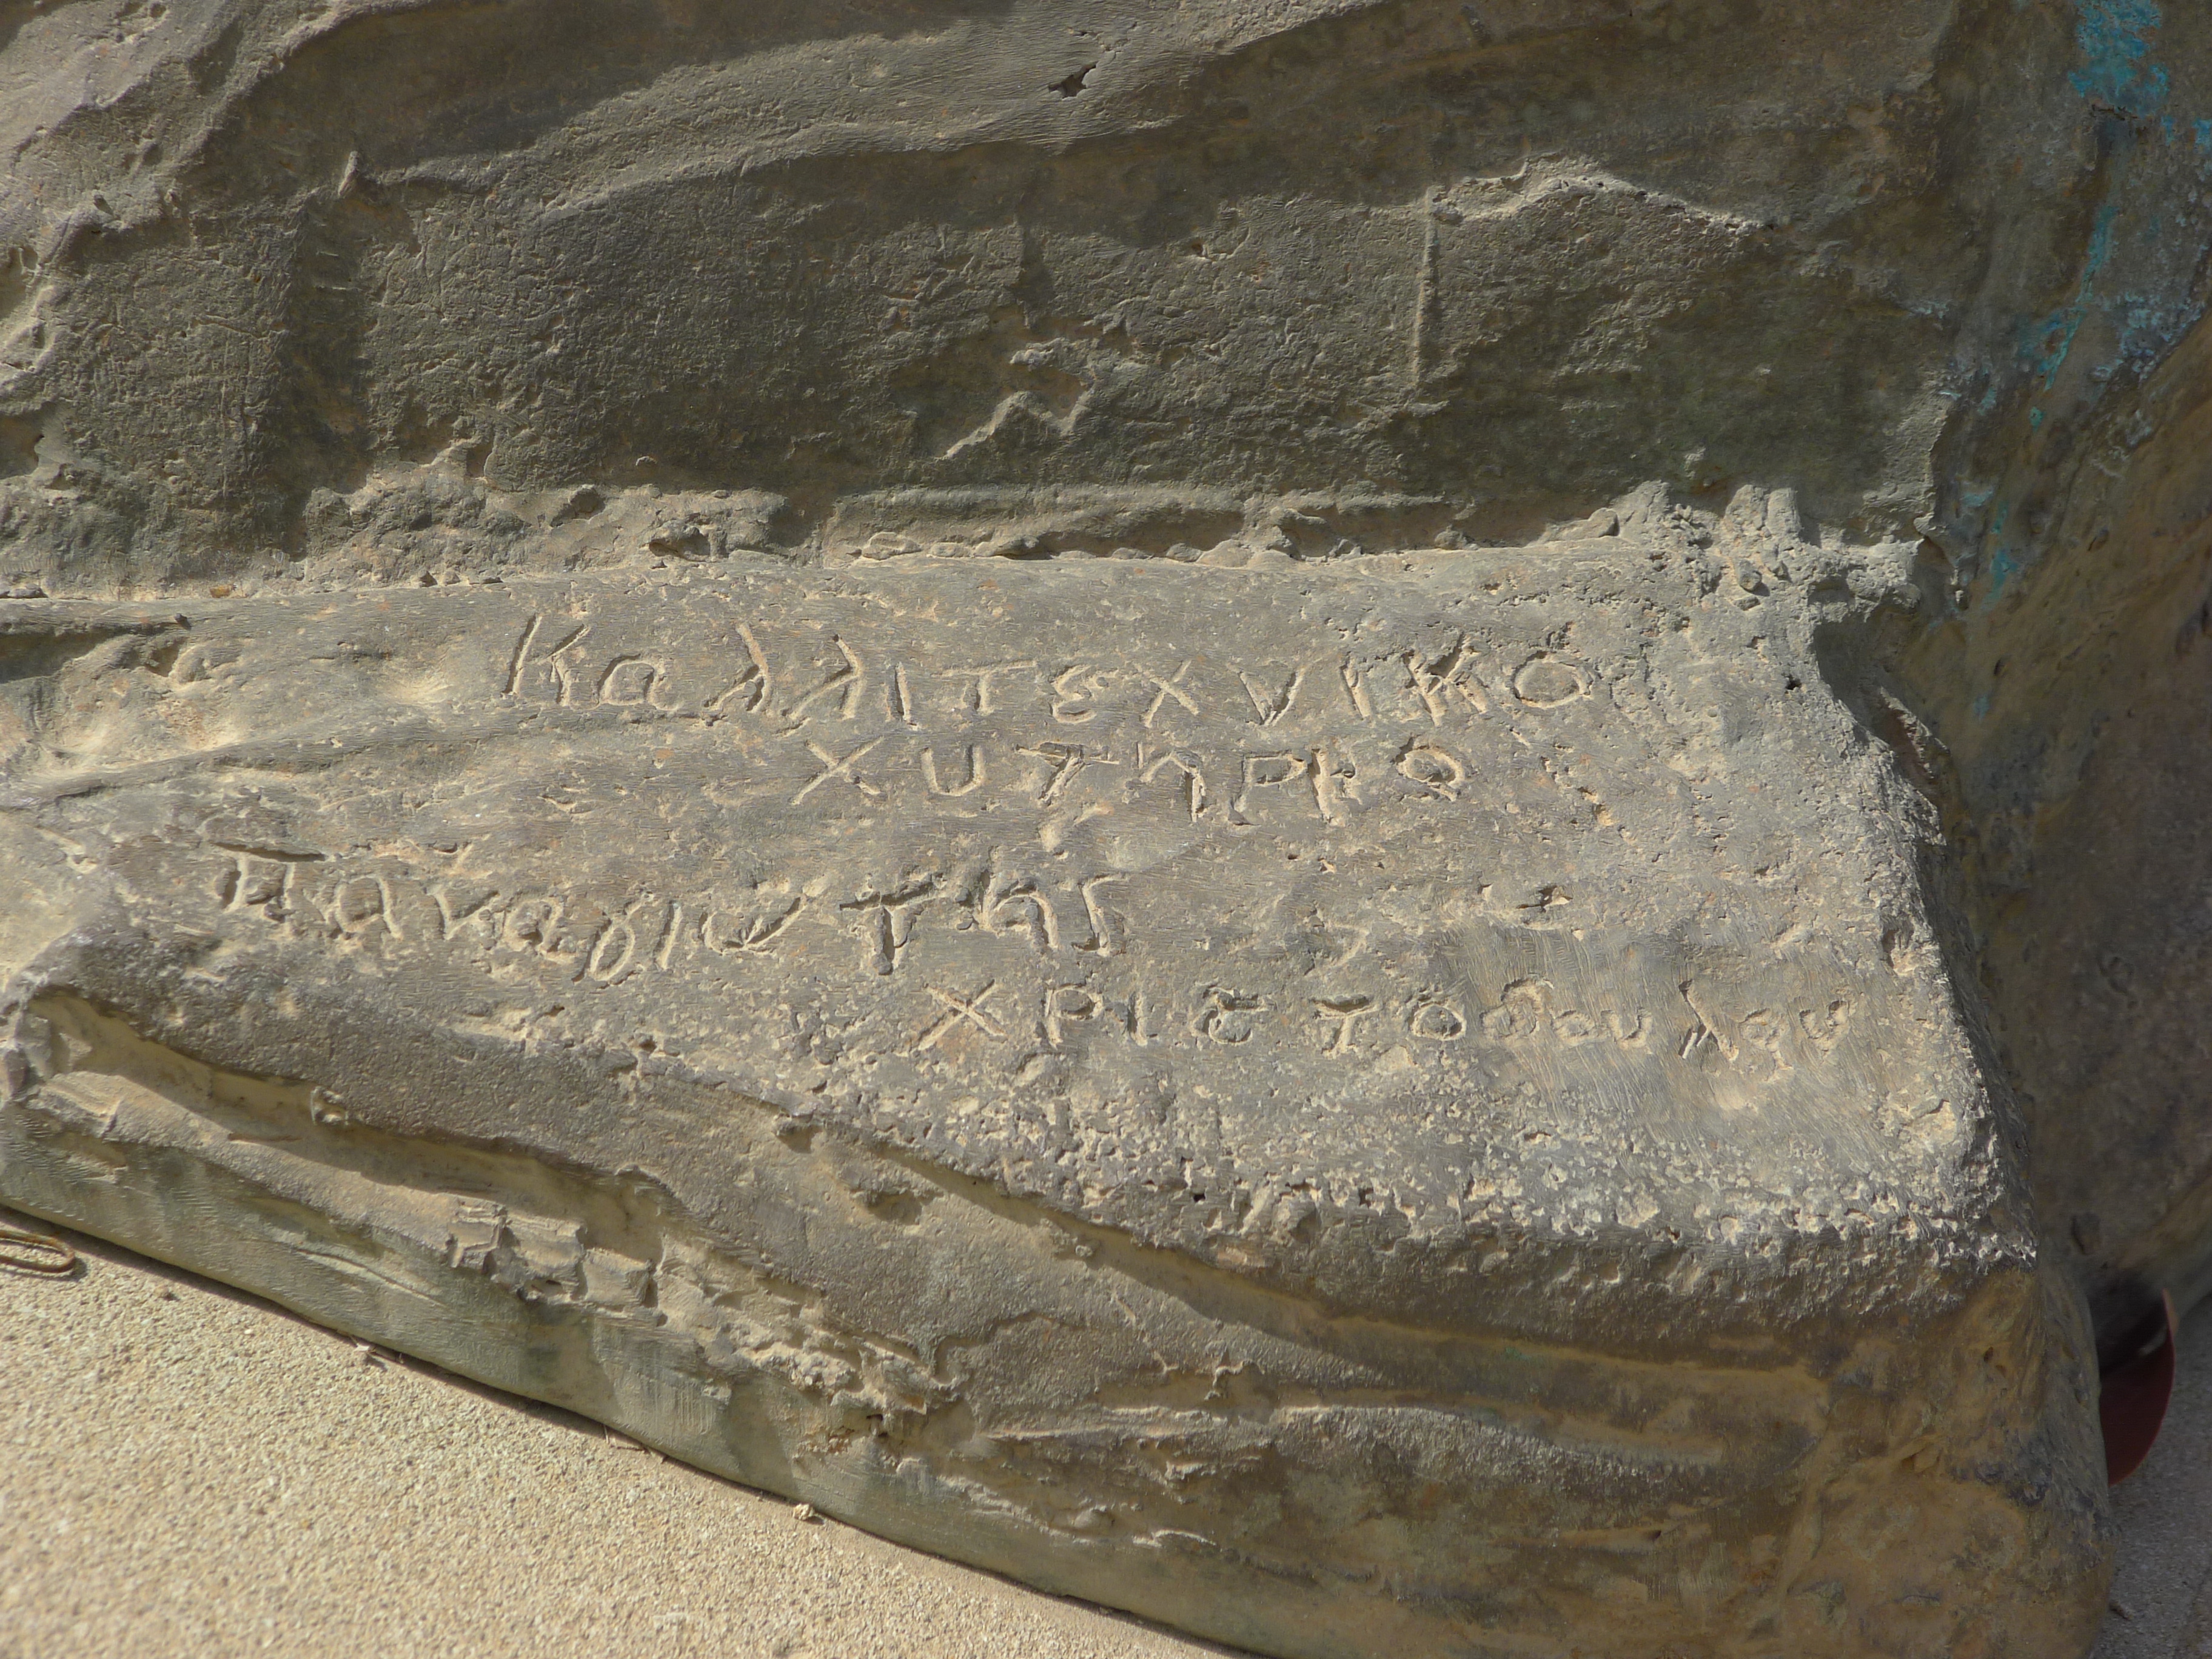 Καλλιτεχνικό
χυτήριο
Παναγιώτης
Χριστοδούλου